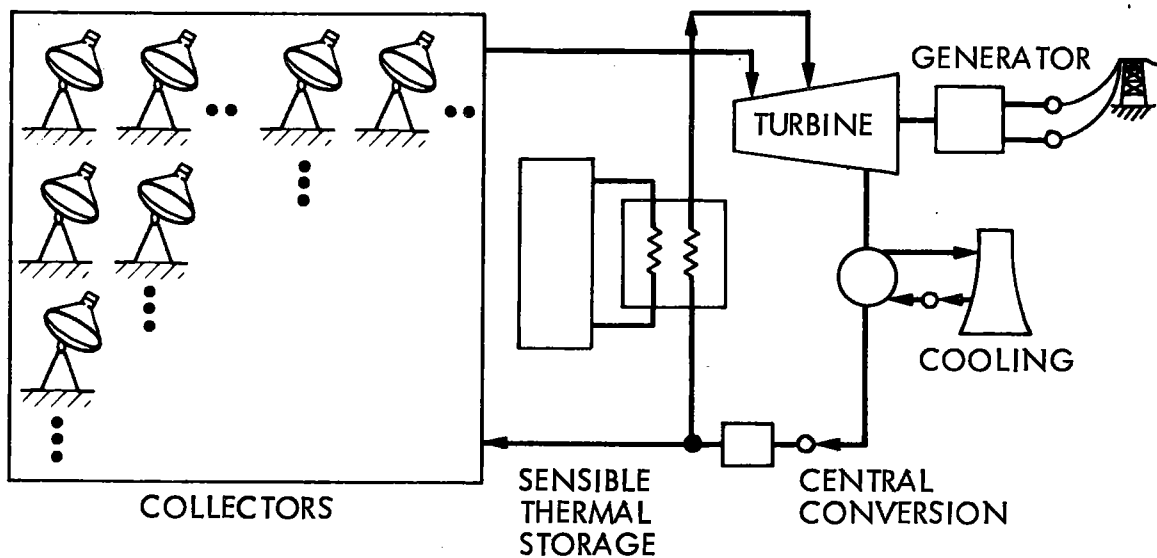 GENERATOR
TURBINE
COOLING
COLLECTORS
SENSIBLE
THERMAL
STORAGE
CENTRAL
CONVERSION